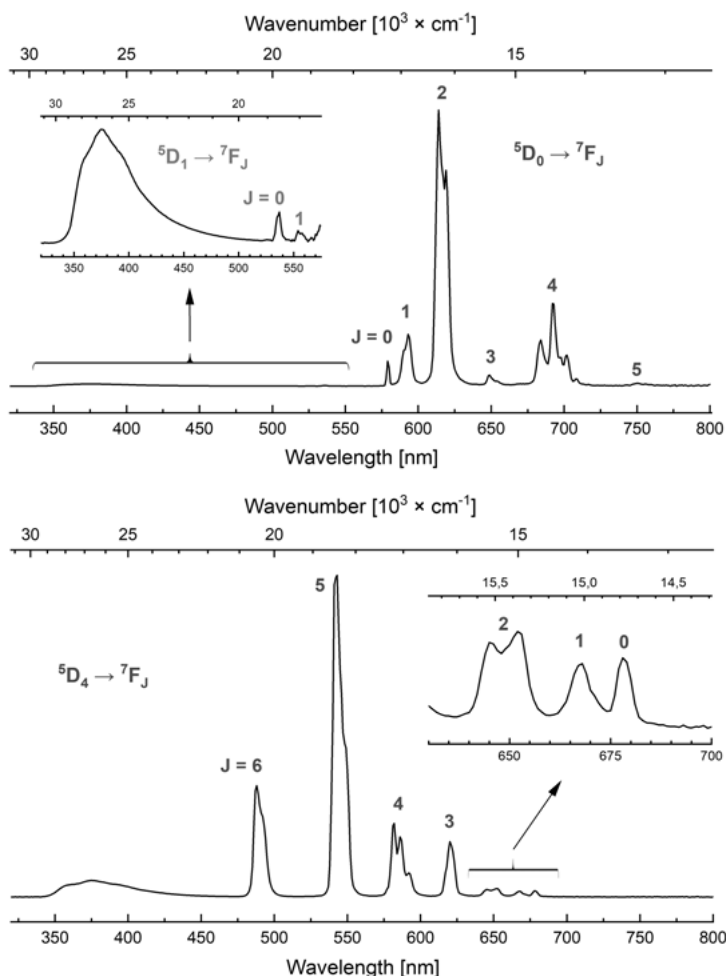 Wavenumber [10³ × cm⁻¹]
30 25 20 14
2
30 25 20
⁵D₁ → ⁷F_J
⁵D₀ → ⁷F_J
J = 0
1
4
1
J = 0
3
5
350 400 450 500 550
350 400 450 500 550 600 650 700 750 800
Wavelength [nm]
Wavenumber [10³ × cm⁻¹]
30 25 20 14
5
15,5 15,0 14,5
2
1
0
⁵D₄ → ⁷F_J
J = 6
4
3
650 675 700
350 400 450 500 550 600 650 700 750 800
Wavelength [nm]